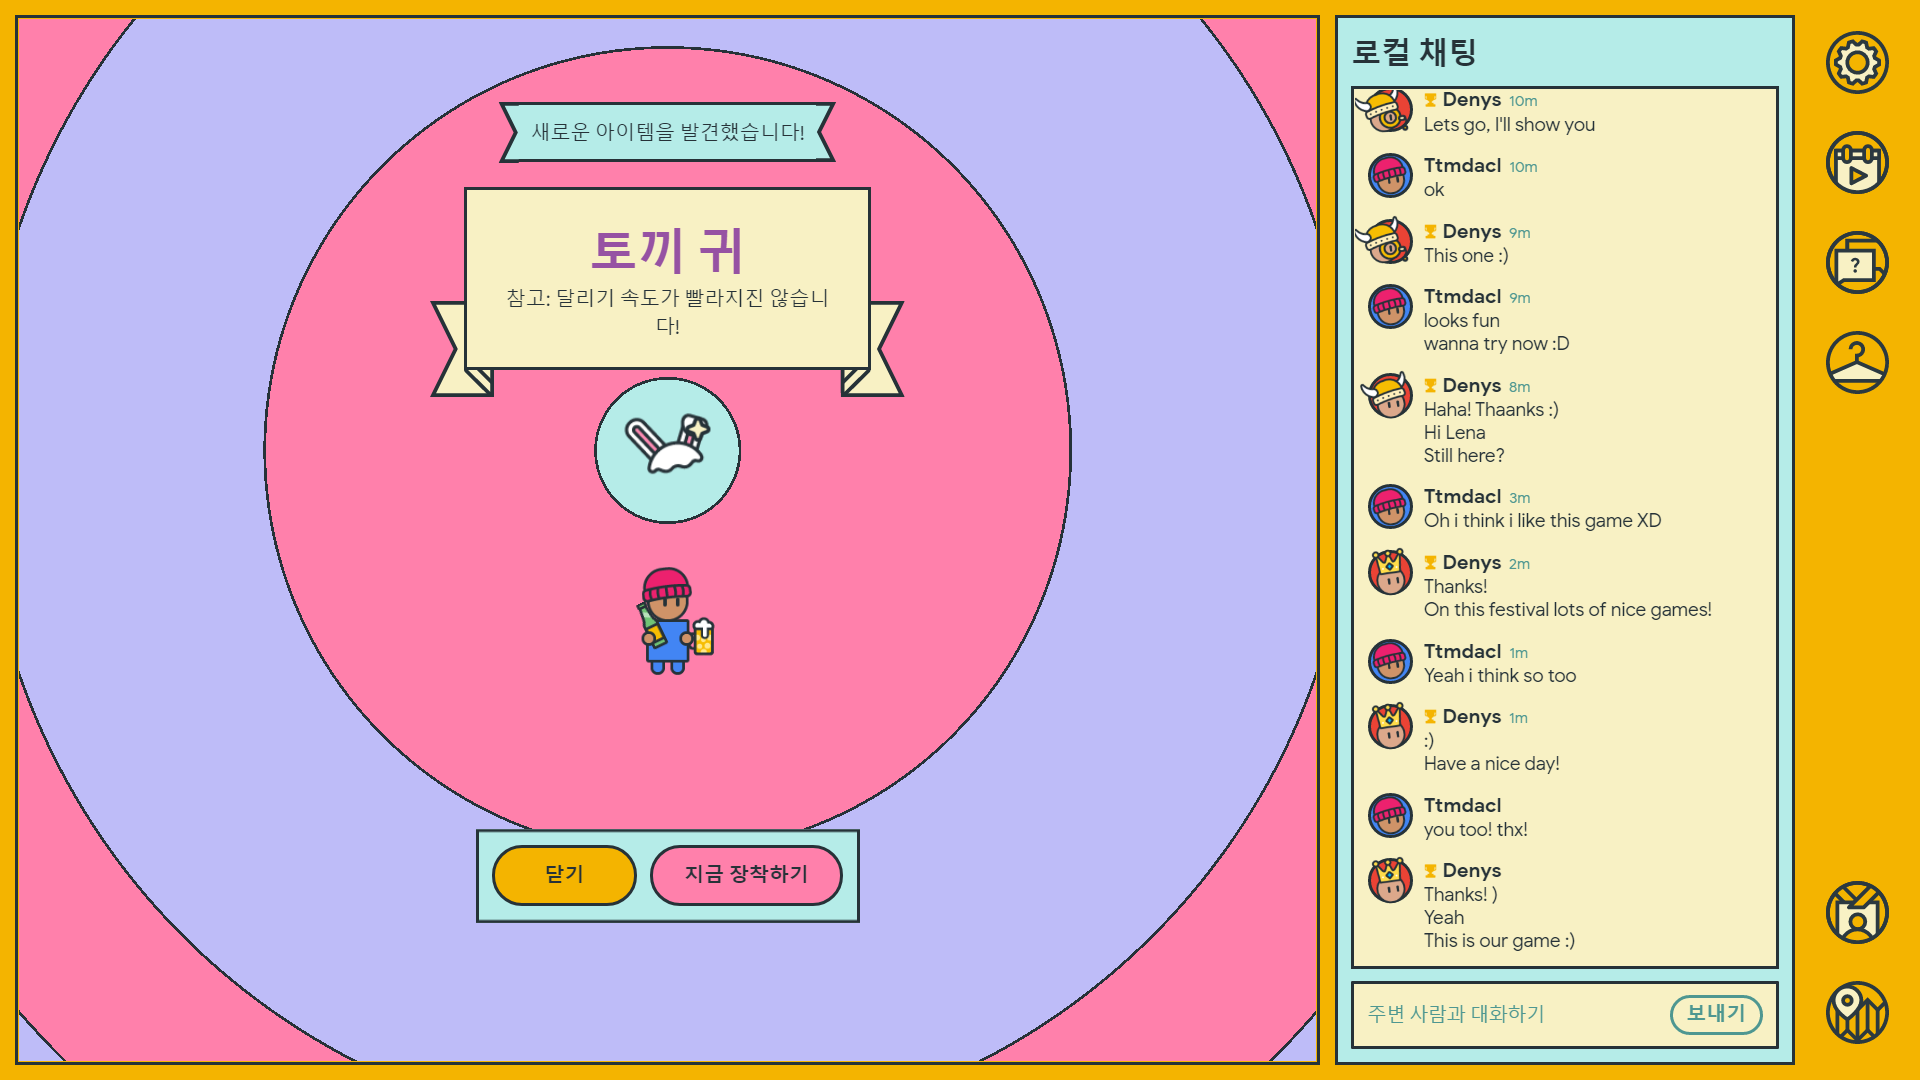 새로운 아이템을 발견했습니다!
토끼 귀
참고: 달리기 속도가 빨라지진 않습니
다!
닫기
지금 장착하기
로컬 채팅
Denys 10m
Lets go, I'll show you
Ttmdacl 10m
ok
Denys 9m
This one :)
Ttmdacl 9m
looks fun
wanna try now :D
Denys 8m
Haha! Thaanks :)
Hi Lena
Still here?
Ttmdacl 3m
Oh i think i like this game XD
Denys 2m
Thanks!
On this festival lots of nice games!
Ttmdacl 1m
Yeah i think so too
Denys 1m
:)
Have a nice day!
Ttmdacl
you too! thx!
Denys
Thanks! )
Yeah
This is our game :)
주변 사람과 대화하기
보내기
?